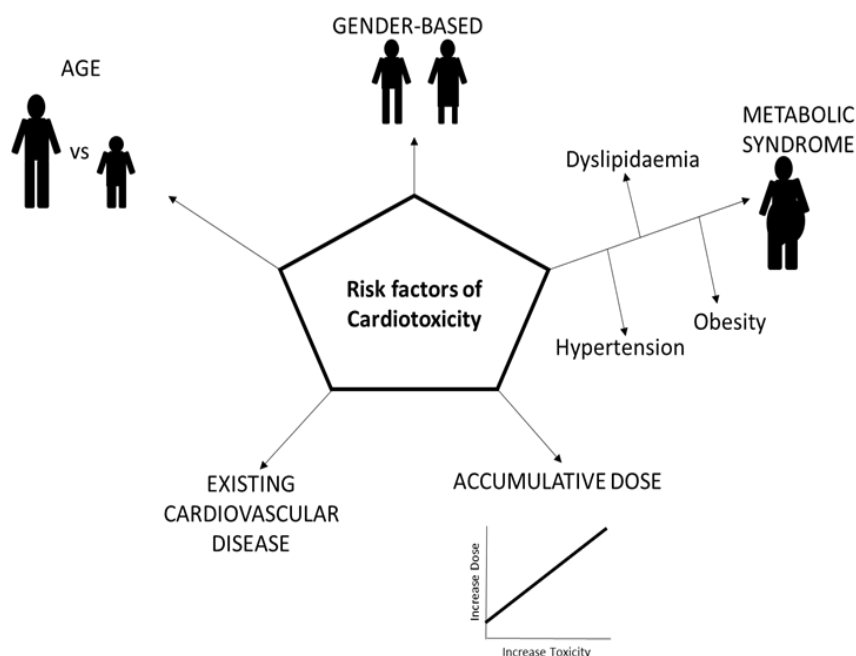 GENDER-BASED
AGE
vs
METABOLIC
SYNDROME
Dyslipidaemia
Risk factors of
Cardiotoxicity
Obesity
Hypertension
EXISTING
CARDIOVASCULAR
DISEASE
ACCUMULATIVE DOSE
Increase Dose
Increase Toxicity